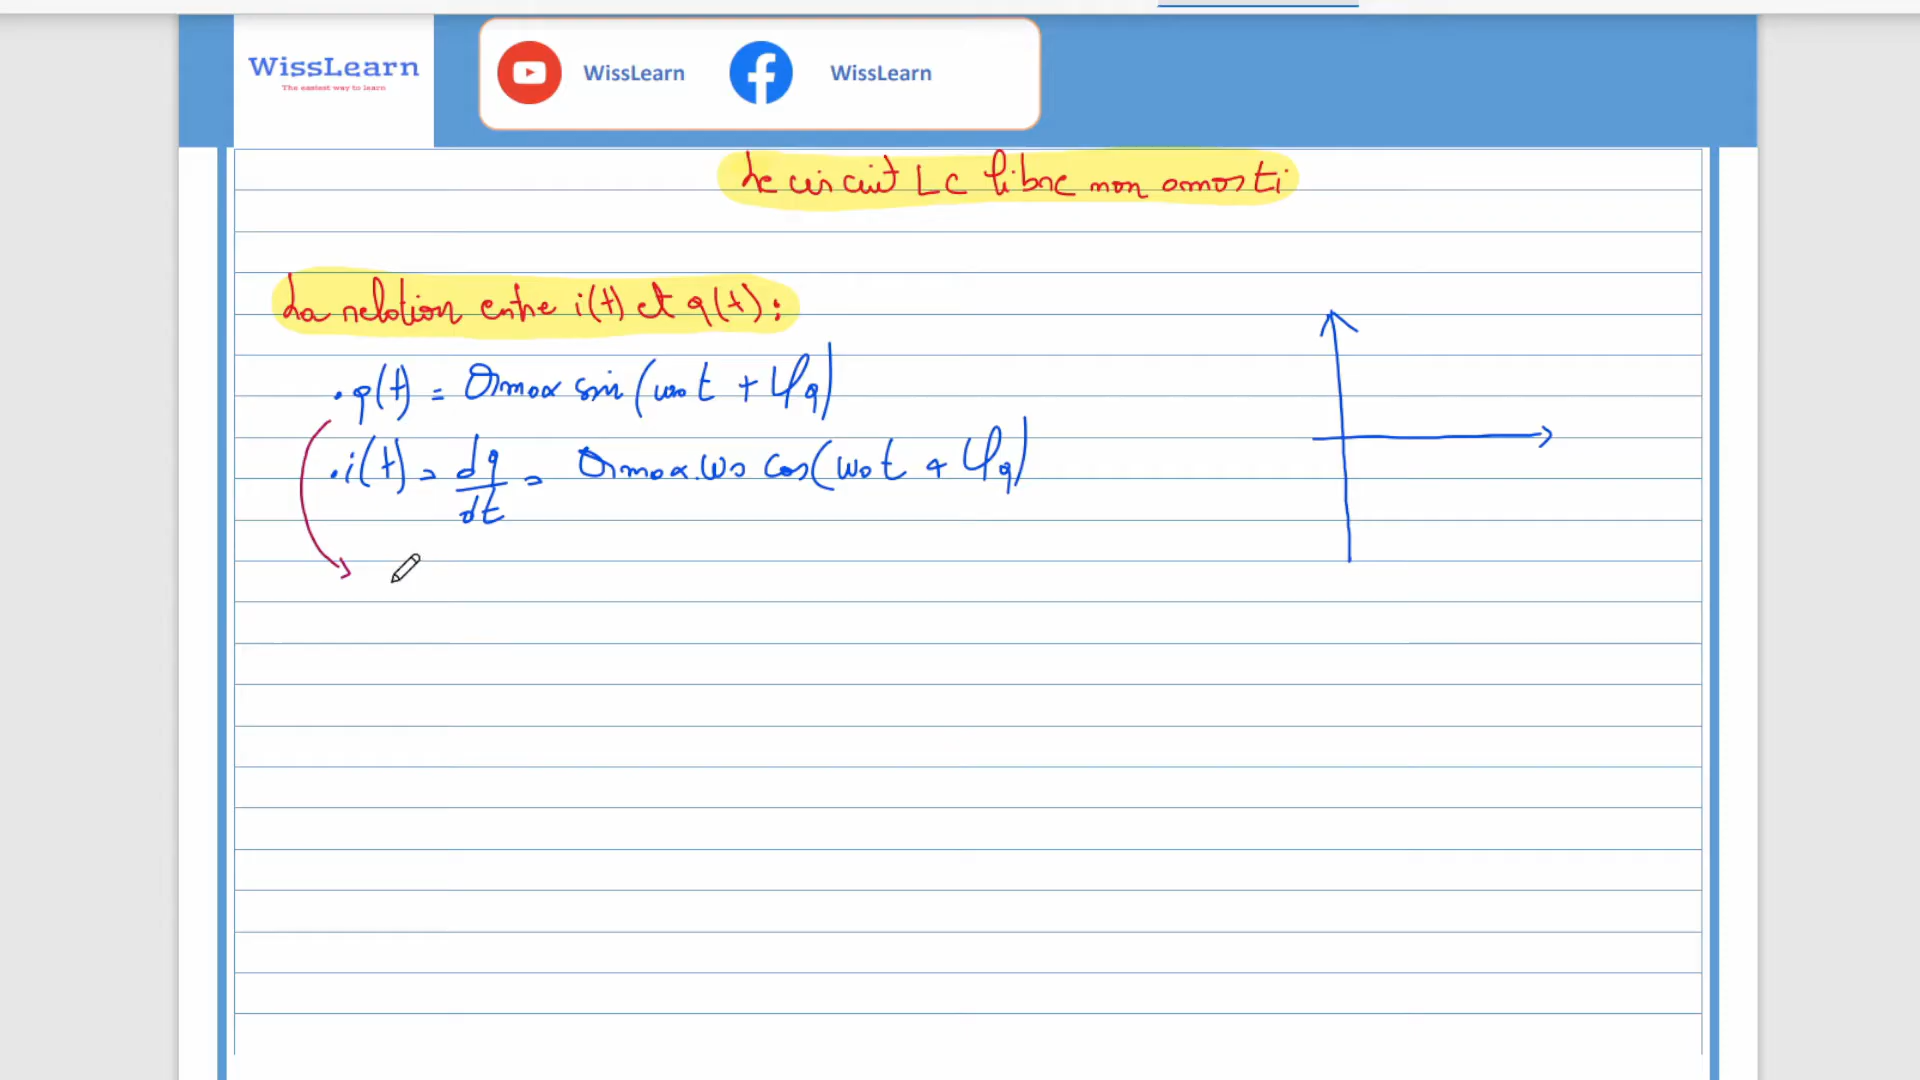 WissLearn
The easiest way to learn
WissLearn
WissLearn
Le circuit LC libre non amorti
La relation entre i(t) et q(t) :
. q(t) = Qmax sin (ω₀t + φq)
. i(t) = dq/dt = Qmax.ω₀ cos(ω₀t + φq)